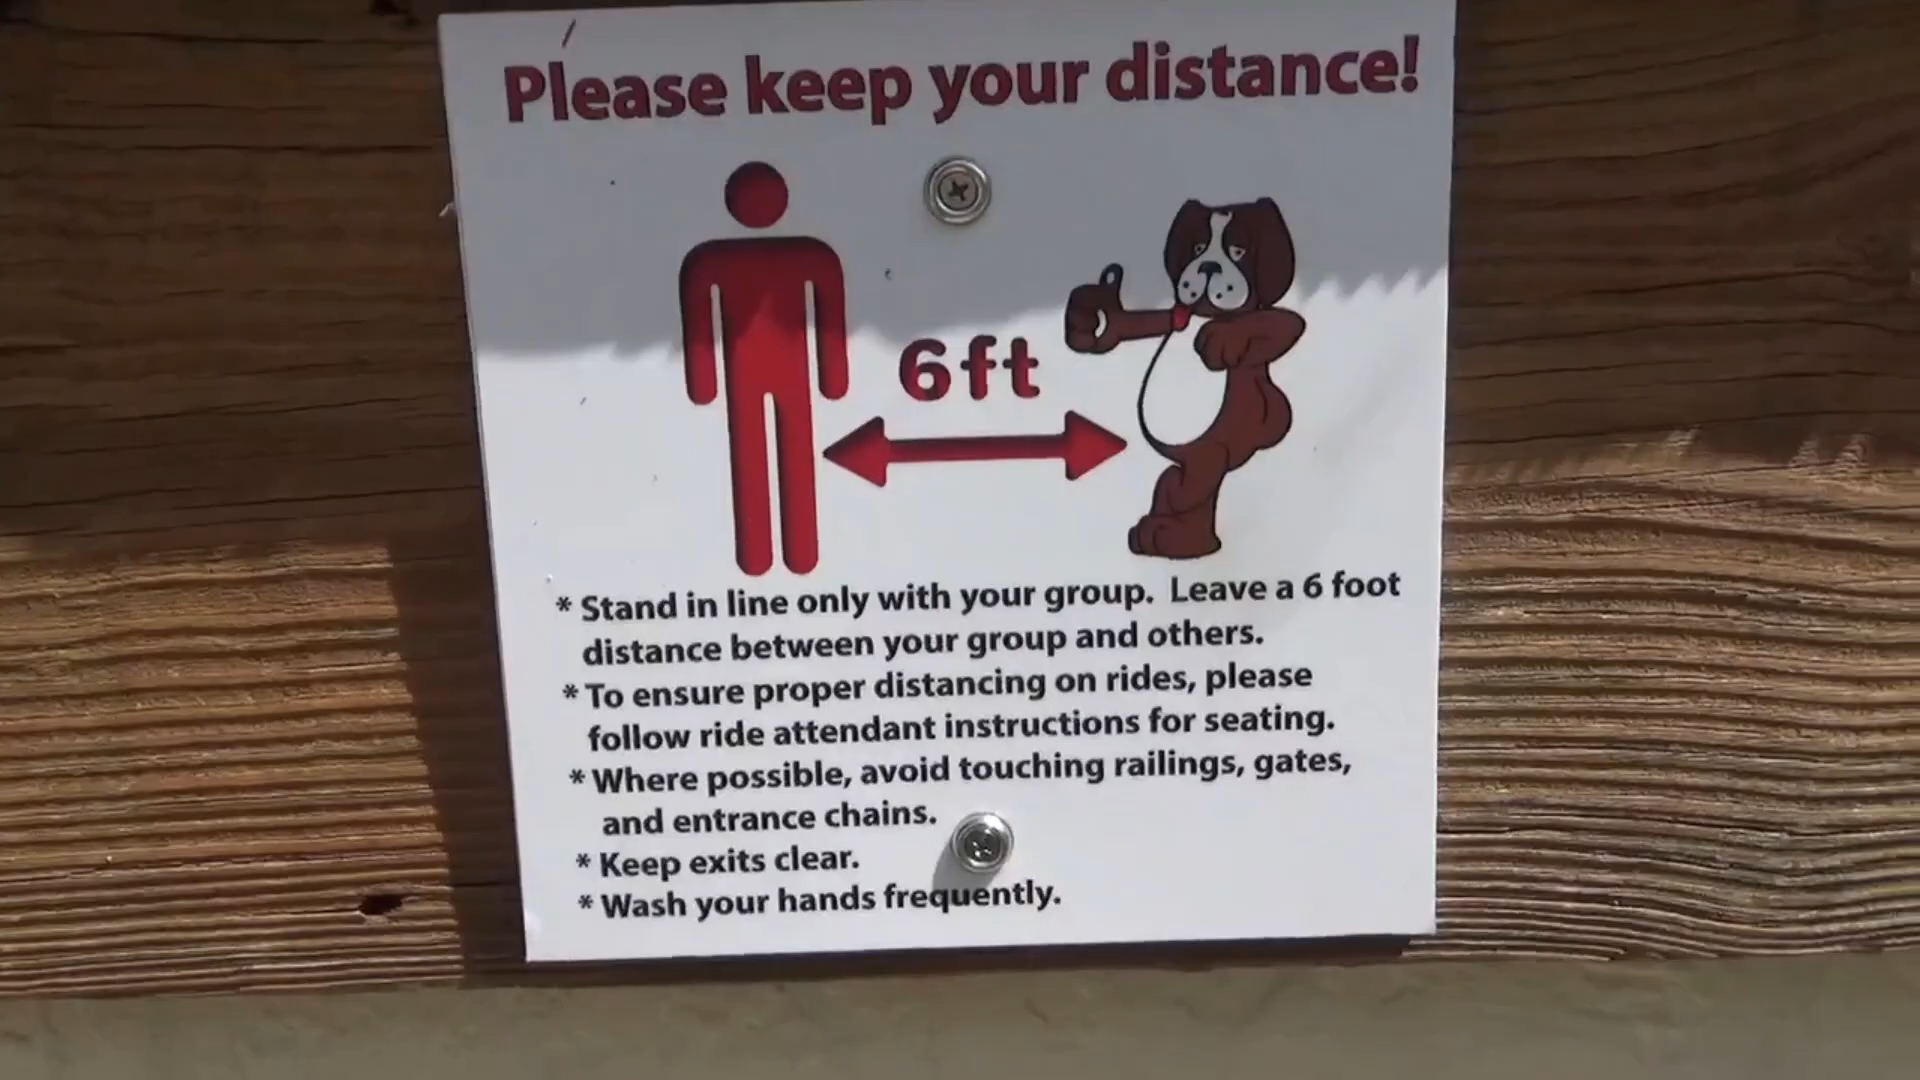 Please keep your distance!
6ft
* Stand in line only with your group. Leave a 6 foot
distance between your group and others.
* To ensure proper distancing on rides, please
follow ride attendant instructions for seating.
* Where possible, avoid touching railings, gates,
and entrance chains.
* Keep exits clear.
* Wash your hands frequently.